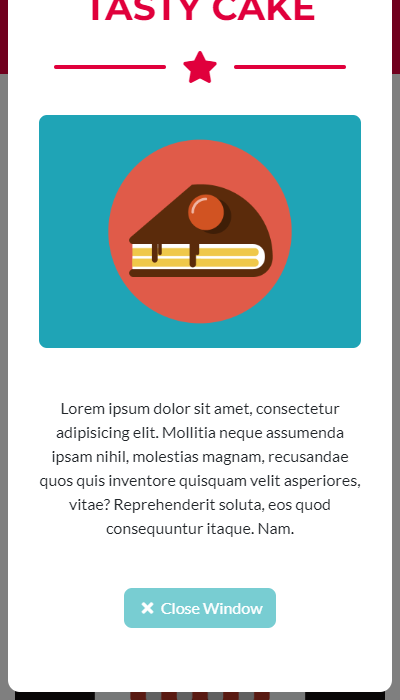 TASTY CAKE
Lorem ipsum dolor sit amet, consectetur
adipisicing elit. Mollitia neque assumenda
ipsam nihil, molestias magnam, recusandae
quos quis inventore quisquam velit asperiores,
vitae? Reprehenderit soluta, eos quod
consequuntur itaque. Nam.
Close Window